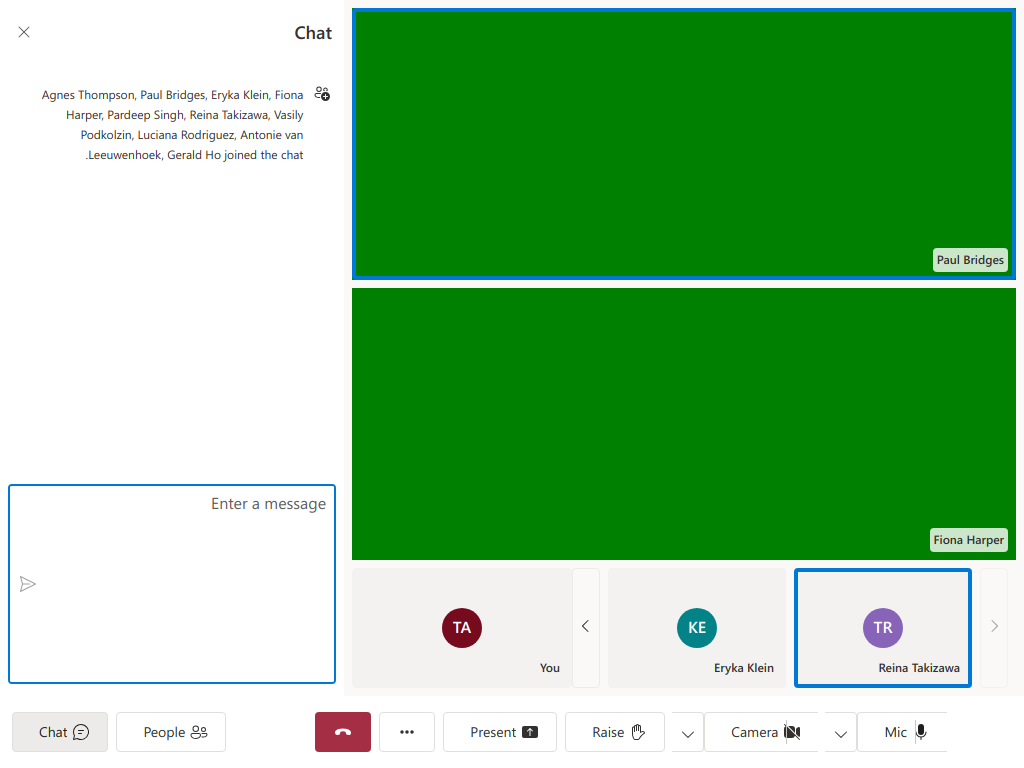 Chat
Agnes Thompson, Paul Bridges, Eryka Klein, Fiona
Harper, Pardeep Singh, Reina Takizawa, Vasily
Podkolzin, Luciana Rodriguez, Antonie van
.Leeuwenhoek, Gerald Ho joined the chat
Enter a message
Paul Bridges
Fiona Harper
TA
You
KE
Eryka Klein
TR
Reina Takizawa
Chat
People
Present
Raise
Camera
Mic